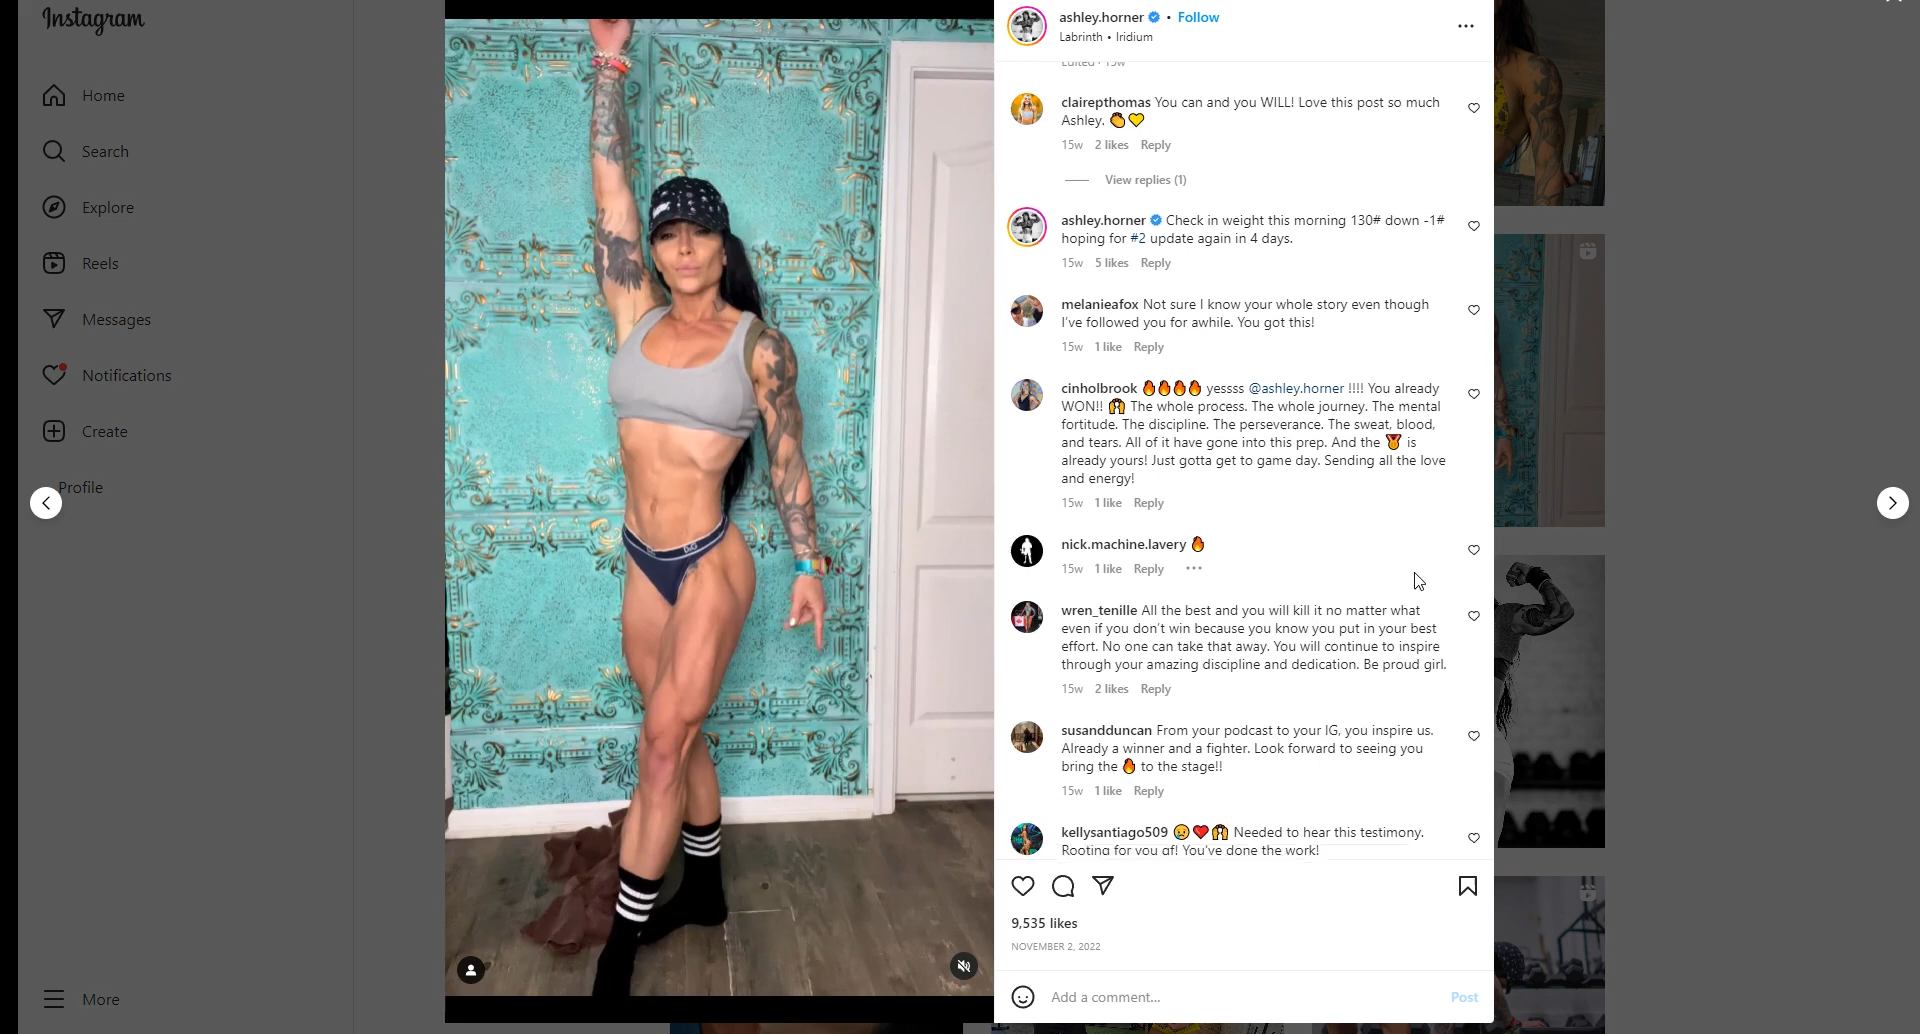 Instagram
Home
Search
Explore
Reels
Messages
Notifications
Create
Profile
More
D&G
ashley.horner • Follow
Labrinth • Iridium
Edited · 15w
clairepthomas You can and you WILL! Love this post so much
Ashley. 👏💛
15w 2 likes Reply
View replies (1)
ashley.horner Check in weight this morning 130# down -1#
hoping for #2 update again in 4 days.
15w 5 likes Reply
melanieafox Not sure I know your whole story even though
I've followed you for awhile. You got this!
15w 1 like Reply
cinholbrook 🔥🔥🔥🔥 yessss @ashley.horner !!!! You already
WON!! 🙌 The whole process. The whole journey. The mental
fortitude. The discipline. The perseverance. The sweat, blood,
and tears. All of it have gone into this prep. And the 🏅 is
already yours! Just gotta get to game day. Sending all the love
and energy!
15w 1 like Reply
nick.machine.lavery 🔥
15w 1 like Reply
wren_tenille All the best and you will kill it no matter what
even if you don't win because you know you put in your best
effort. No one can take that away. You will continue to inspire
through your amazing discipline and dedication. Be proud girl.
15w 2 likes Reply
susandduncan From your podcast to your IG, you inspire us.
Already a winner and a fighter. Look forward to seeing you
bring the 🔥 to the stage!!
15w 1 like Reply
kellysantiago509 😢❤️🙌 Needed to hear this testimony.
Rooting for you gf! You've done the work!
9,535 likes
NOVEMBER 2, 2022
Add a comment...
Post